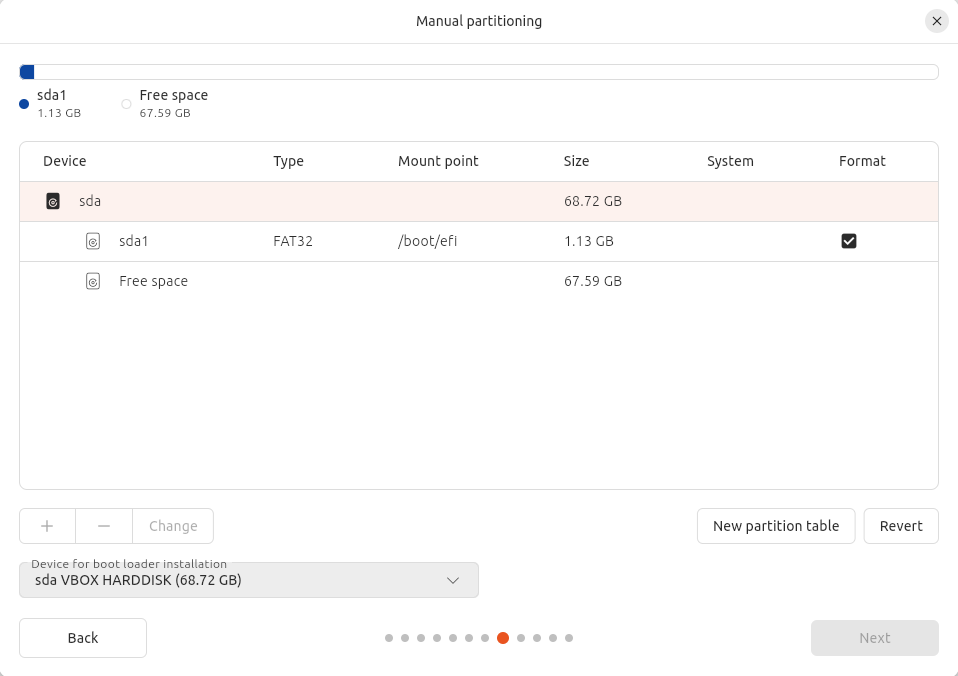 Manual partitioning
sda1
1.13 GB
Free space
67.59 GB
Device Type Mount point Size System Format
sda 68.72 GB
sda1 FAT32 /boot/efi 1.13 GB
Free space 67.59 GB
+ − Change
New partition table Revert
Device for boot loader installation
sda VBOX HARDDISK (68.72 GB)
Back Next